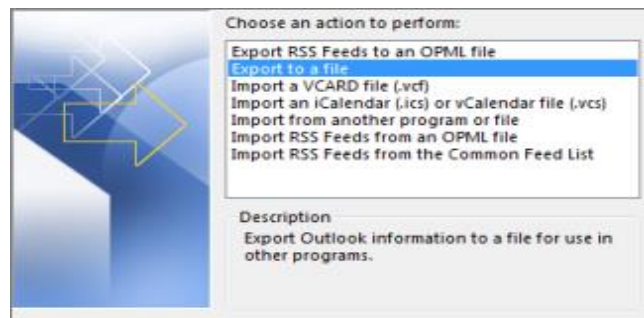 Choose an action to perform:
Export RSS Feeds to an OPML file
Export to a file
Import a VCARD file (.vcf)
Import an iCalendar (.ics) or vCalendar file (.vcs)
Import from another program or file
Import RSS Feeds from an OPML file
Import RSS Feeds from the Common Feed List
Description
Export Outlook information to a file for use in
other programs.